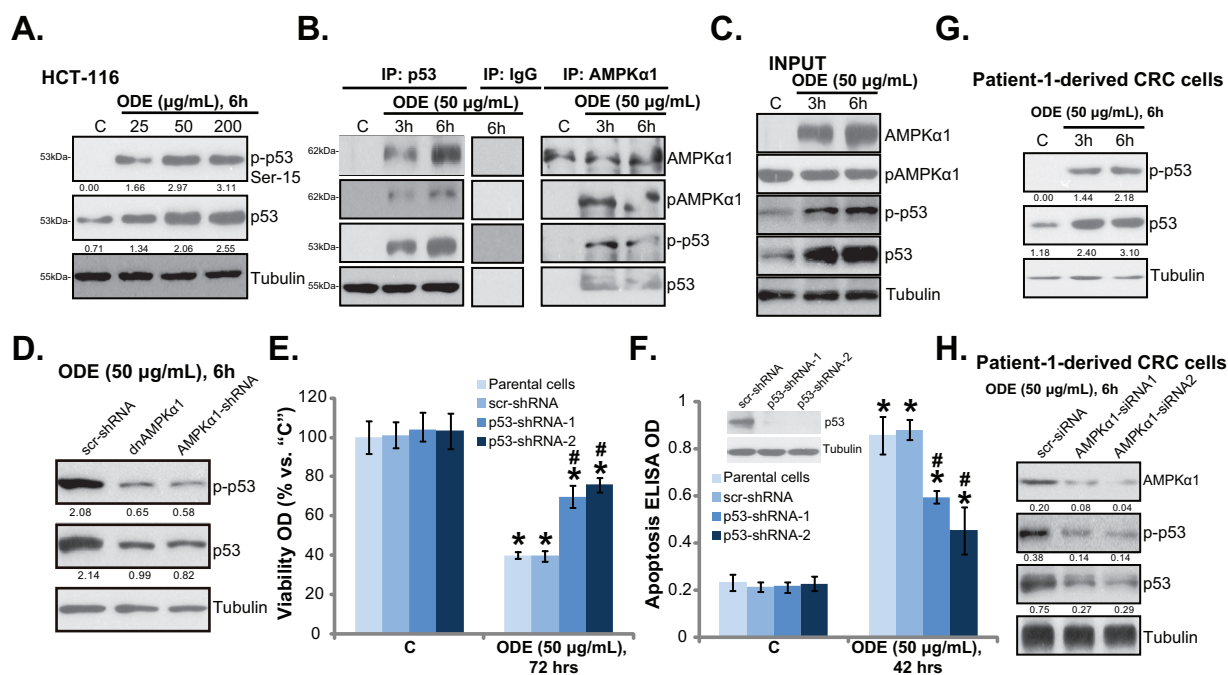 A.
HCT-116
ODE (µg/mL), 6h
C 25 50 200
53kDa- p-p53
Ser-15
0.00 1.66 2.97 3.11
53kDa- p53
0.71 1.34 2.06 2.55
55kDa- Tubulin
B.
IP: p53 IP: IgG IP: AMPKα1
ODE (50 µg/mL) ODE (50 µg/mL)
C 3h 6h 6h C 3h 6h
62kDa- AMPKα1
62kDa- pAMPKα1
53kDa- p-p53
55kDa- p53
C.
INPUT
ODE (50 µg/mL)
C 3h 6h
AMPKα1
pAMPKα1
p-p53
p53
Tubulin
G.
Patient-1-derived CRC cells
ODE (50 µg/mL), 6h
C 3h 6h
p-p53
0.00 1.44 2.18
p53
1.18 2.40 3.10
Tubulin
D.
ODE (50 µg/mL), 6h
scr-shRNA
dnAMPKα1
AMPKα1-shRNA
p-p53
2.08 0.65 0.58
p53
2.14 0.99 0.82
Tubulin
E.
Viability OD (% vs. "C")
120
100
80
60
40
20
0
Parental cells
scr-shRNA
p53-shRNA-1
p53-shRNA-2
* * # * # *
C ODE (50 µg/mL),
72 hrs
F.
scr-shRNA
p53-shRNA-1
p53-shRNA-2
p53
Tubulin
Apoptosis ELISA OD
1
0.8
0.6
0.4
0.2
0
Parental cells
scr-shRNA
p53-shRNA-1
p53-shRNA-2
* * # * # *
C ODE (50 µg/mL),
42 hrs
H.
Patient-1-derived CRC cells
ODE (50 µg/mL), 6h
scr-siRNA
AMPKα1-siRNA1
AMPKα1-siRNA2
AMPKα1
0.20 0.08 0.04
p-p53
0.38 0.14 0.14
p53
0.75 0.27 0.29
Tubulin